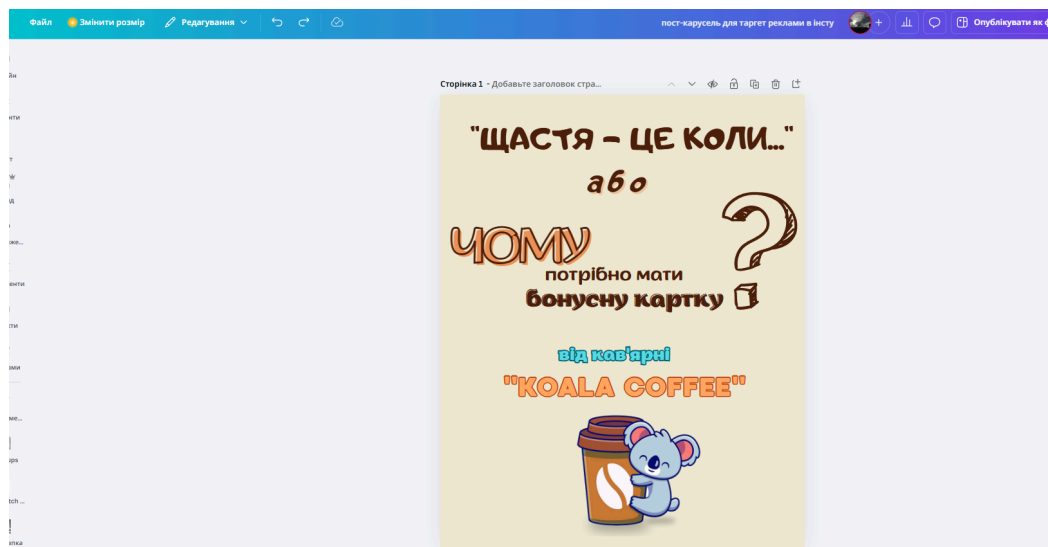 Файл
Змінити розмір
Редагування
пост-карусель для таргет реклами в інсту
Опублікувати як ф
Сторінка 1 - Добавьте заголовок стра...
"ЩАСТЯ – ЦЕ КОЛИ..."
або
ЧОМУ
потрібно мати
бонусну картку
?
від кав'ярні
"KOALA COFFEE"